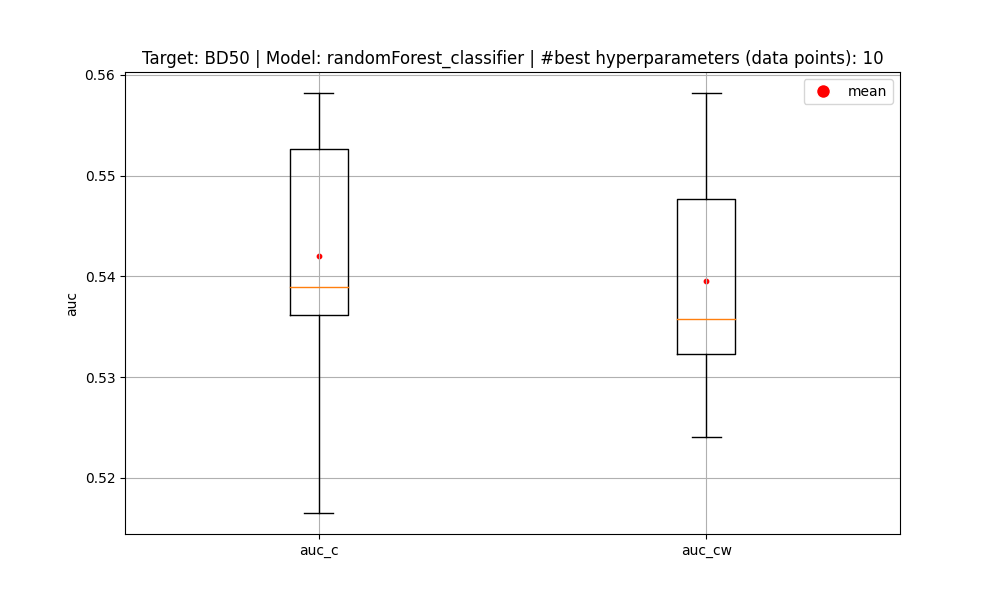 Target: BD50 | Model: randomForest_classifier | #best hyperparameters (data points): 10
0.56
mean
0.55
0.54
auc
0.53
0.52
auc_c
auc_cw